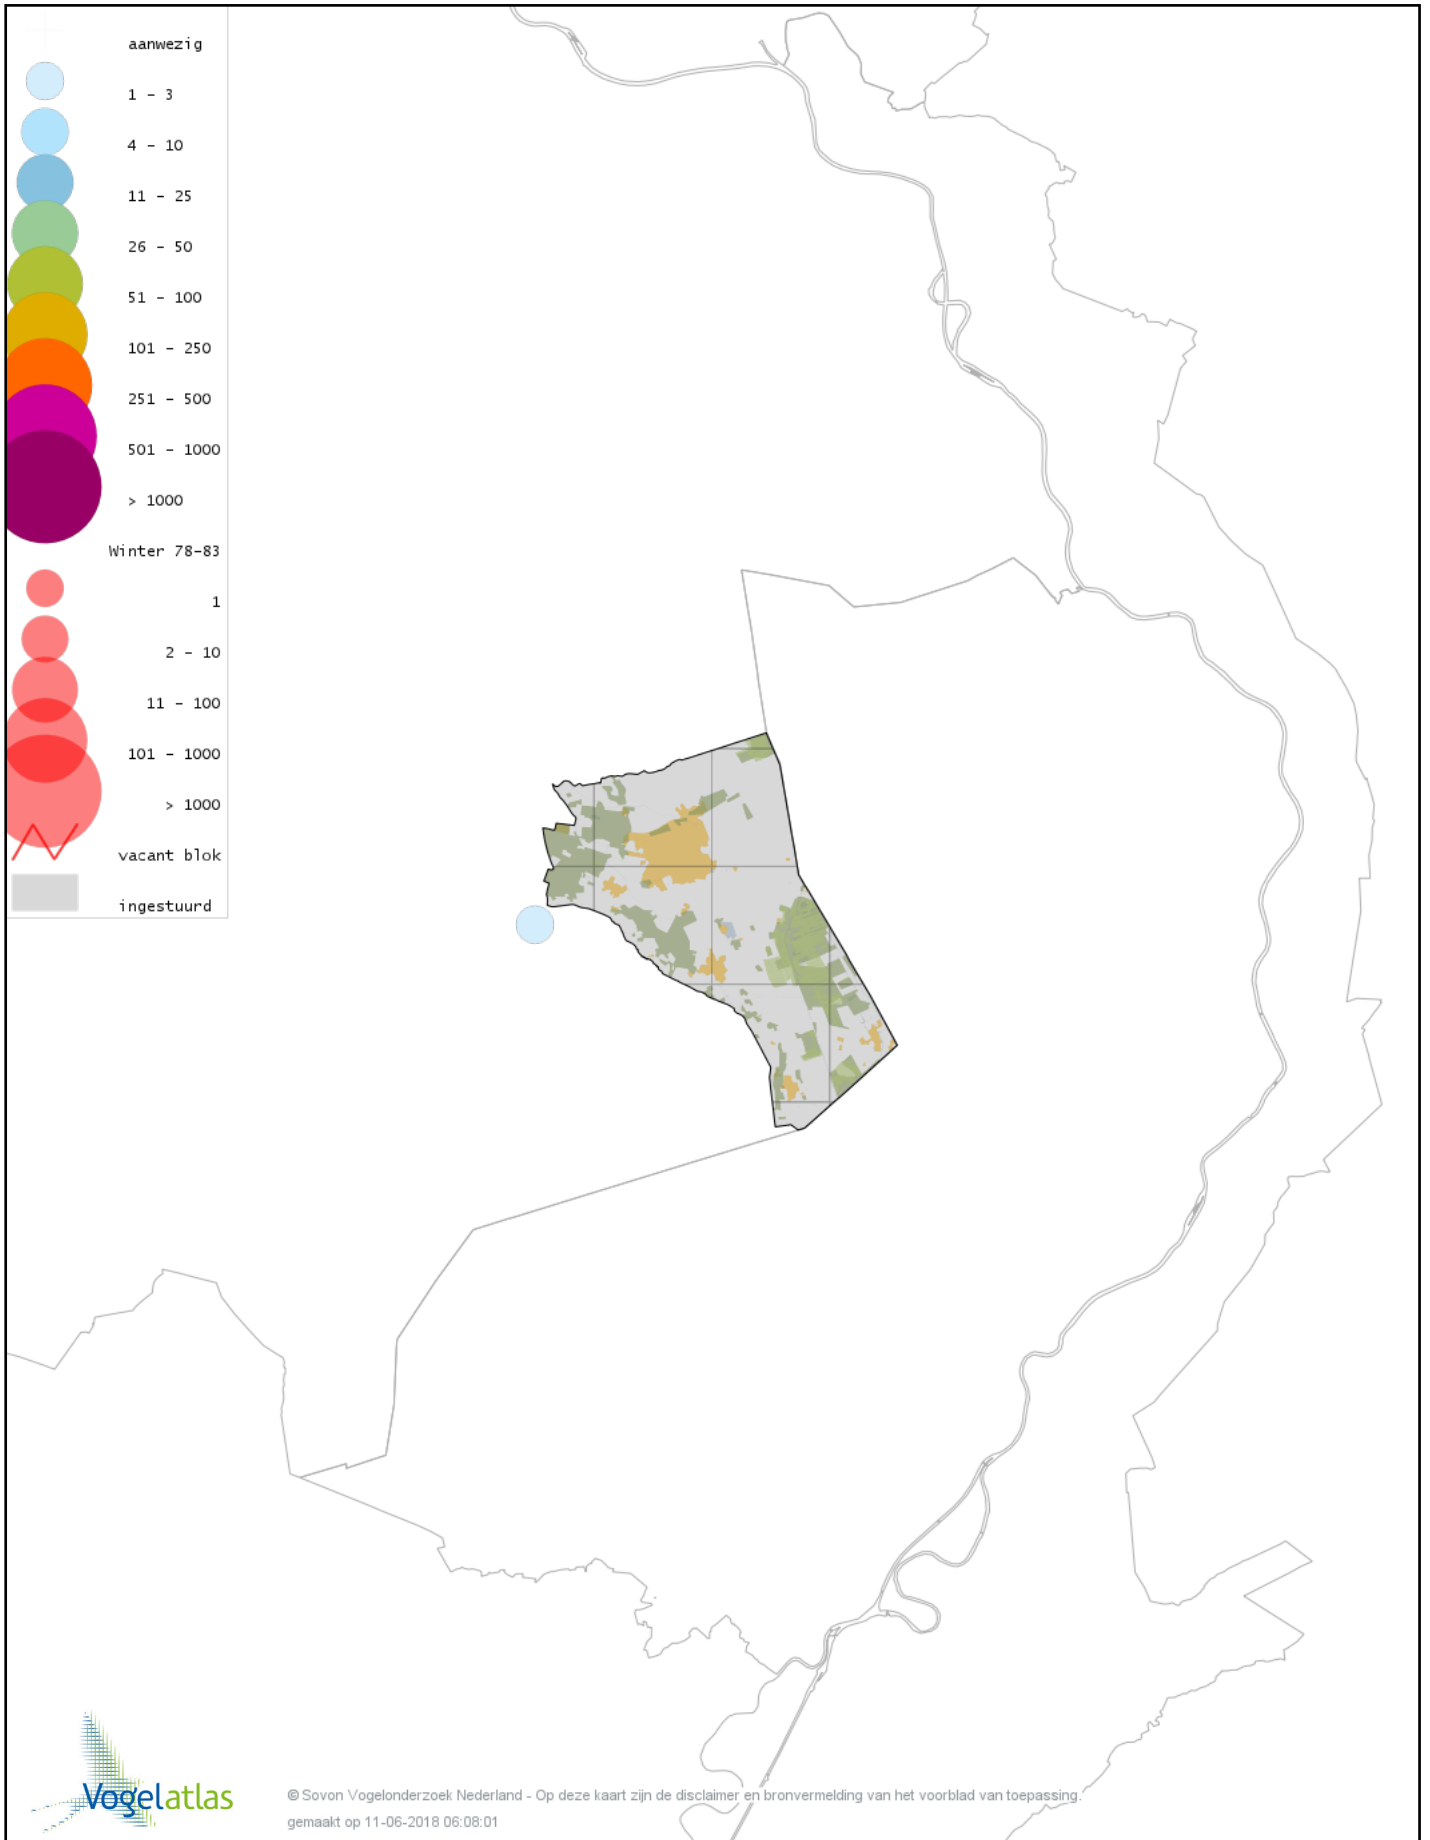 aanwezig
1 - 3
4 - 10
11 - 25
26 - 50
51 - 100
101 - 250
251 - 500
501 - 1000
> 1000
Winter 78-83
1
2 - 10
11 - 100
101 - 1000
> 1000
vacant blok
ingestuurd
Vogelatlas
© Sovon Vogelonderzoek Nederland - Op deze kaart zijn de disclaimer en bronvermelding van het voorblad van toepassing.
gemaakt op 11-06-2018 06:08:01